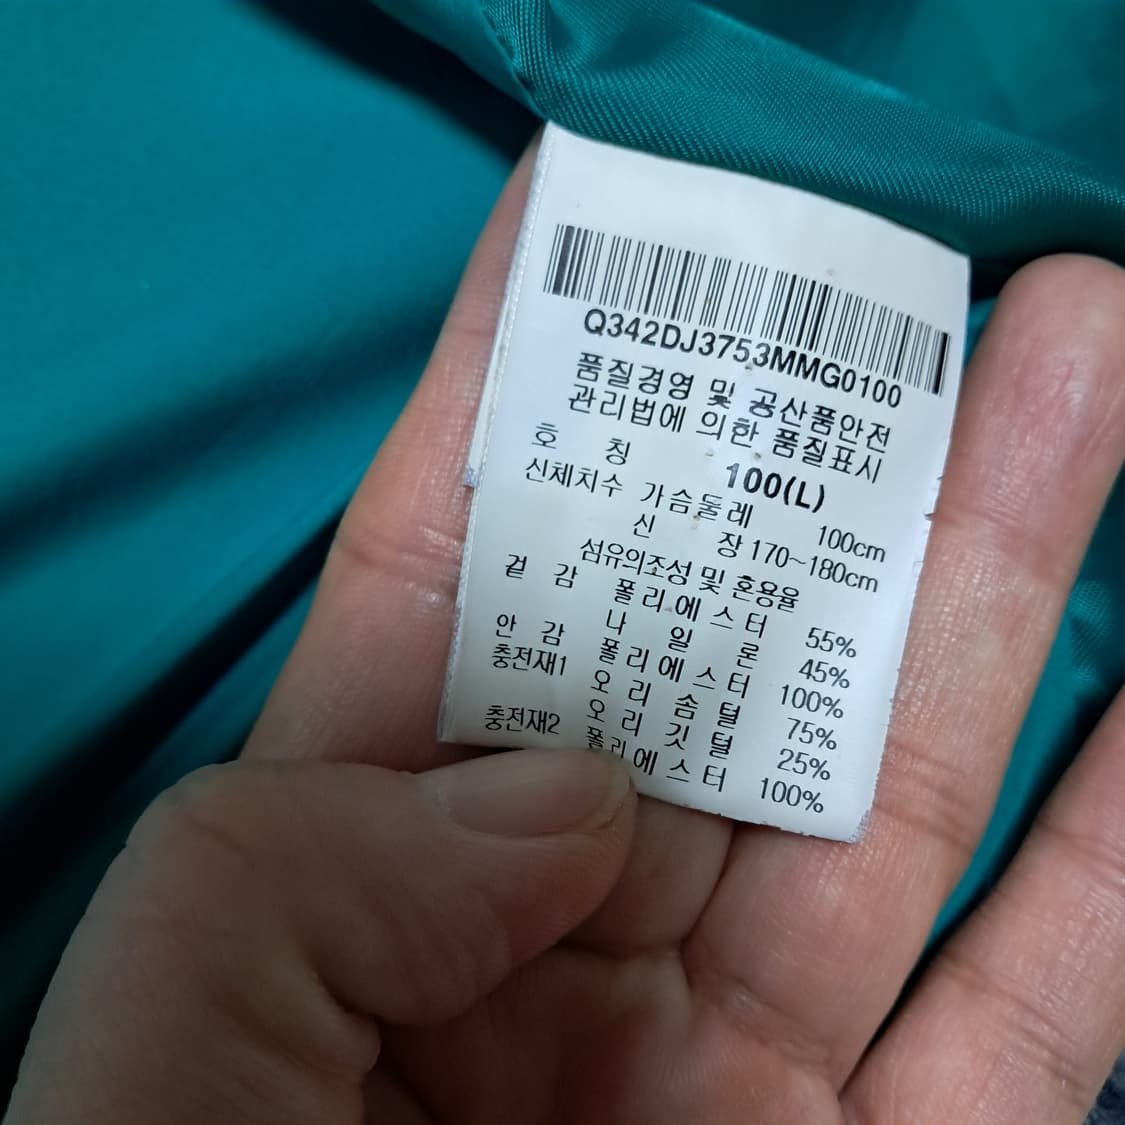 Q342DJ3753MMG0100
품질경영 및 공산품안전
관리법에 의한 품질표시
호 칭 100(L)
신체치수 가슴둘레 100cm
신 장 170~180cm
섬유의조성 및 혼용율
겉 감 폴리에스터 55%
나 일 론 45%
안 감 폴리에스터 100%
충전재1 오 리 솜 털 75%
오 리 깃 털 25%
충전재2 폴리에스터 100%